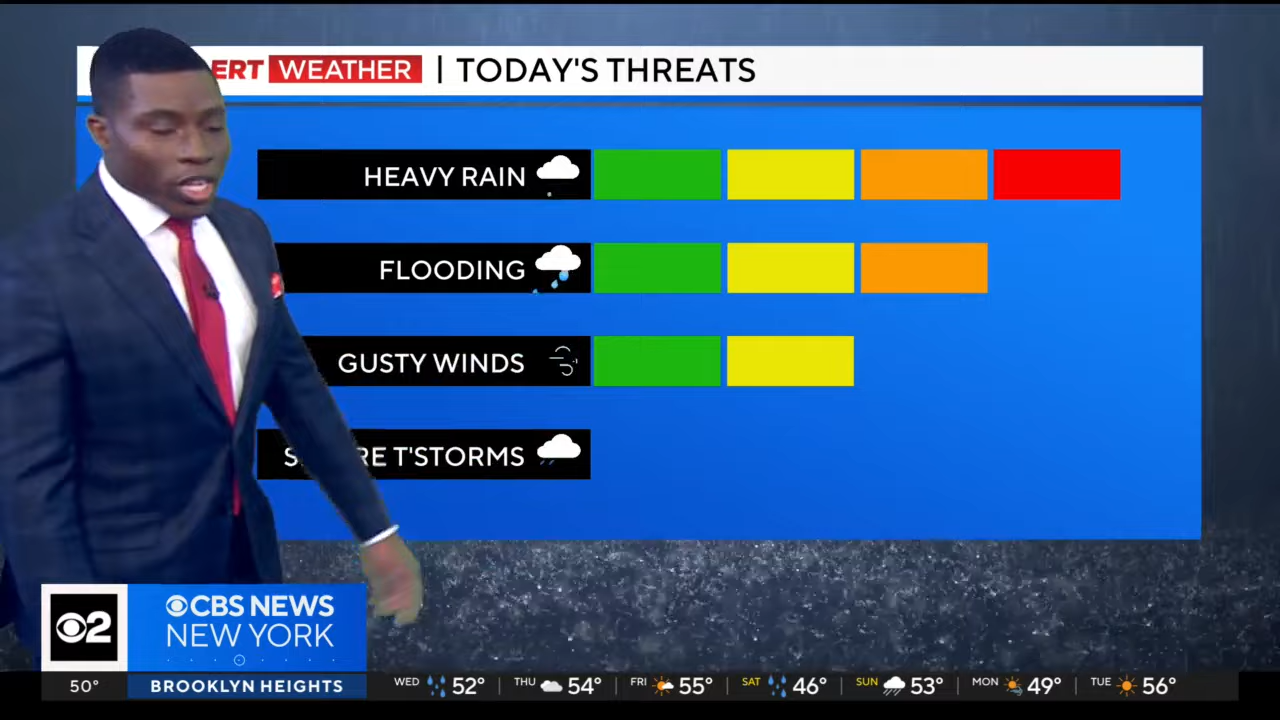 ERT WEATHER | TODAY'S THREATS
HEAVY RAIN
FLOODING
GUSTY WINDS
S RE T'STORMS
2
CBS NEWS
NEW YORK
50° BROOKLYN HEIGHTS WED 52° THU 54° FRI 55° SAT 46° SUN 53° MON 49° TUE 56°